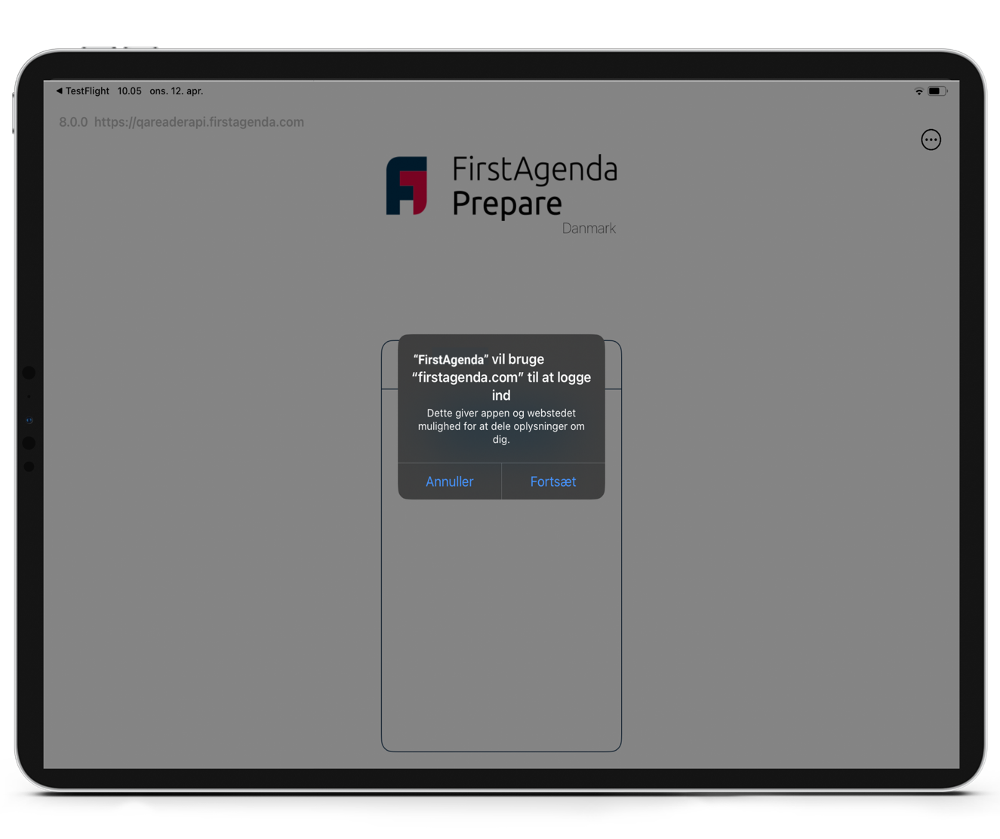 TestFlight 10.05 ons. 12. apr.
8.0.0 https://qareaderapi.firstagenda.com
FirstAgenda
Prepare
Danmark
“FirstAgenda” vil bruge
“firstagenda.com” til at logge
ind
Dette giver appen og webstedet
mulighed for at dele oplysninger om
dig.
Annuller Fortsæt